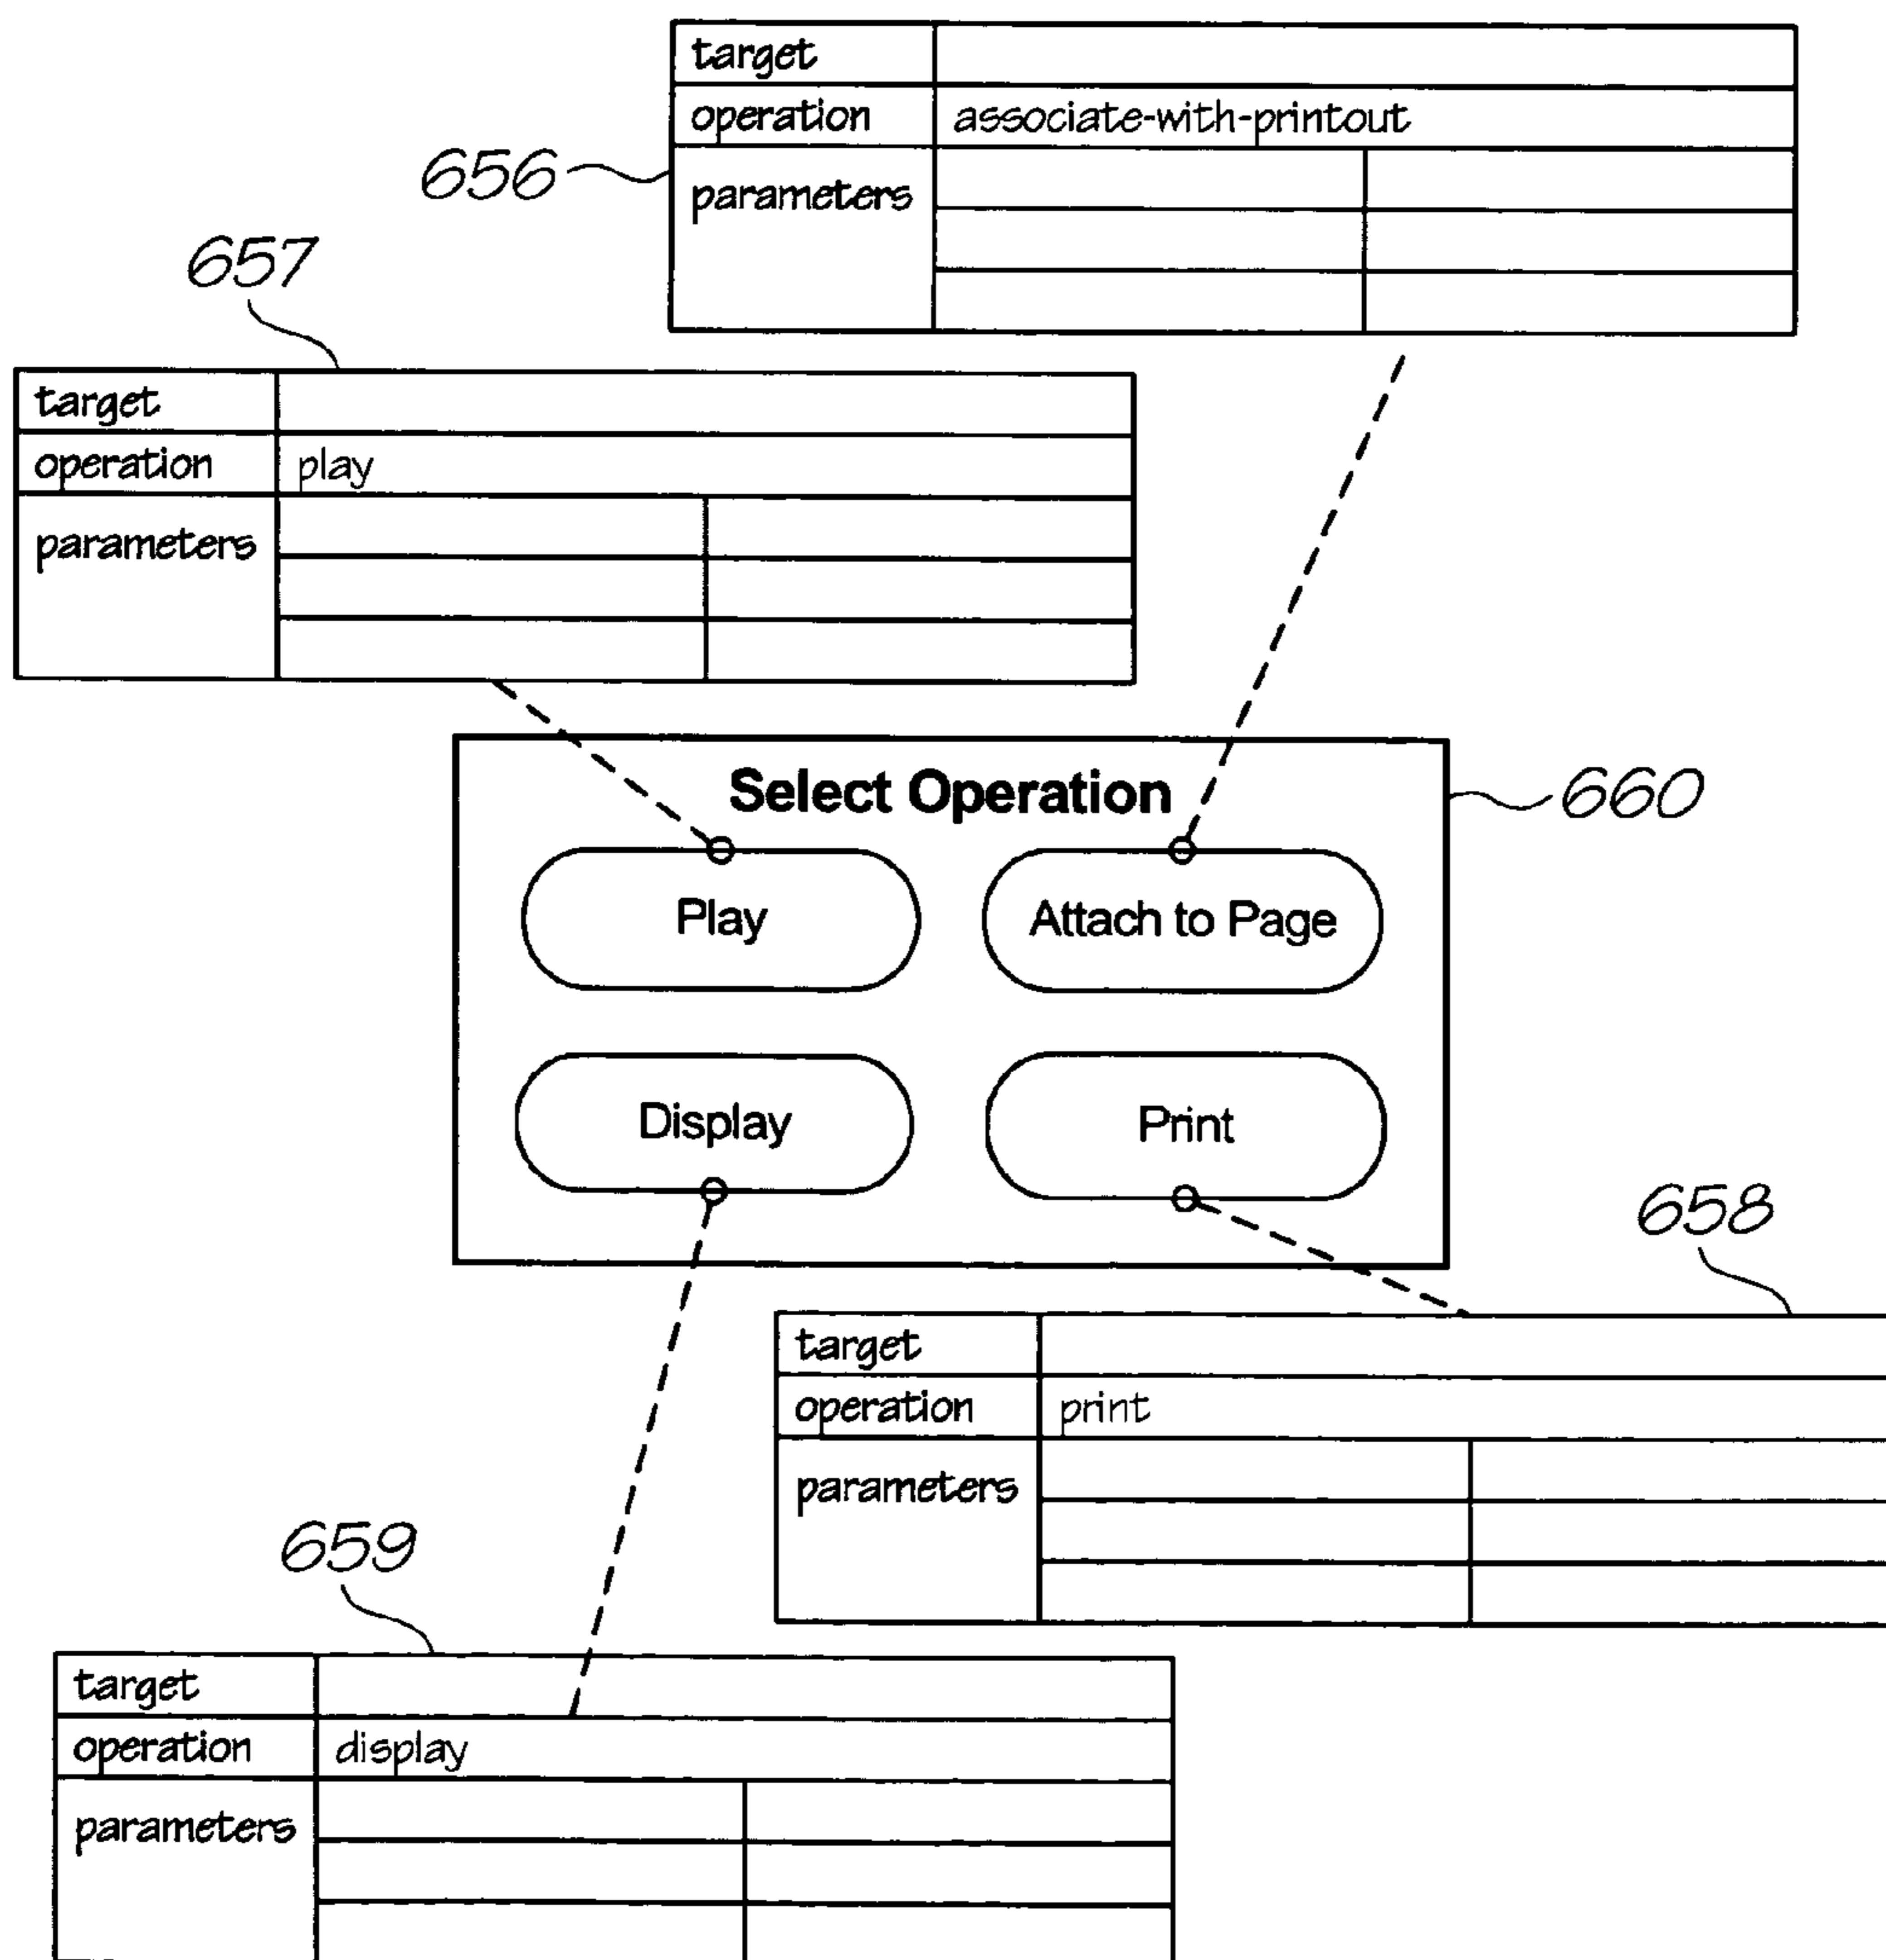 target
operation associate-with-printout
656
parameters
657
target
operation play
parameters
Select Operation
660
Play Attach to Page
Display Print
658
target
operation print
parameters
659
target
operation display
parameters